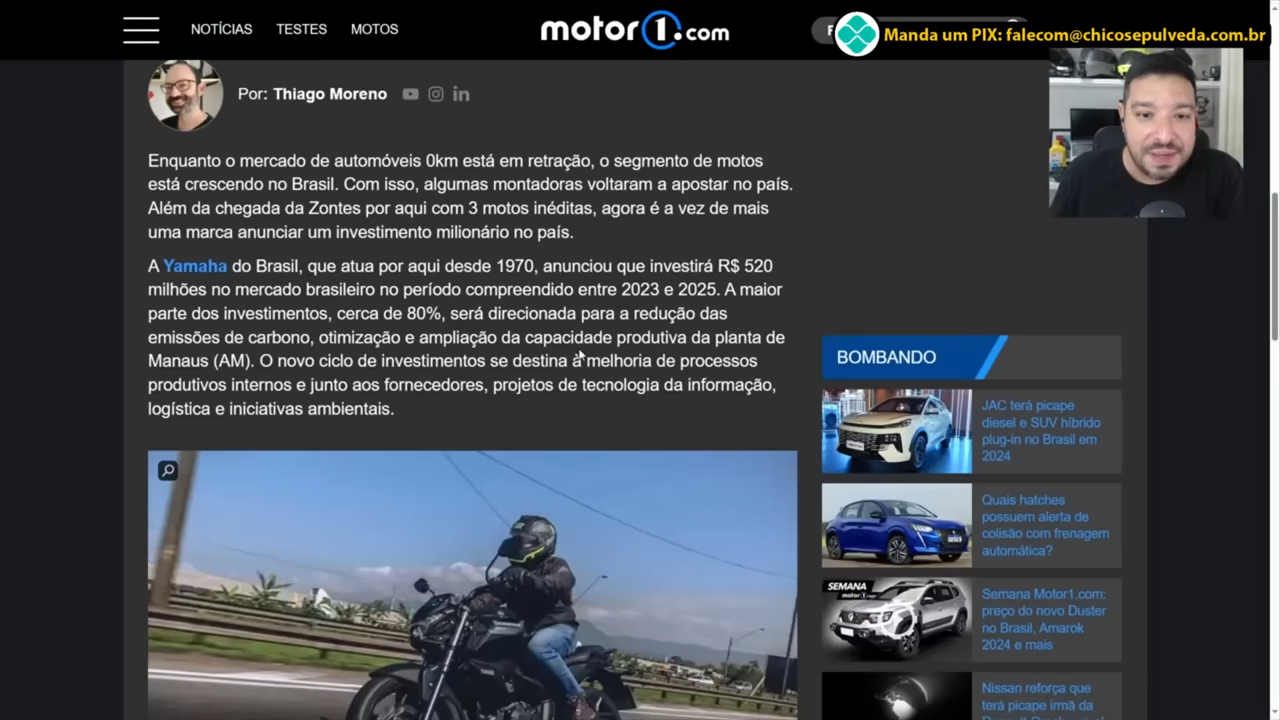 NOTÍCIAS TESTES MOTOS
motor1.com
Manda um PIX: falecom@chicosepulveda.com.br
Por: Thiago Moreno
Enquanto o mercado de automóveis 0km está em retração, o segmento de motos
está crescendo no Brasil. Com isso, algumas montadoras voltaram a apostar no país.
Além da chegada da Zontes por aqui com 3 motos inéditas, agora é a vez de mais
uma marca anunciar um investimento milionário no país.
A Yamaha do Brasil, que atua por aqui desde 1970, anunciou que investirá R$ 520
milhões no mercado brasileiro no período compreendido entre 2023 e 2025. A maior
parte dos investimentos, cerca de 80%, será direcionada para a redução das
emissões de carbono, otimização e ampliação da capacidade produtiva da planta de
Manaus (AM). O novo ciclo de investimentos se destina à melhoria de processos
produtivos internos e junto aos fornecedores, projetos de tecnologia da informação,
logística e iniciativas ambientais.
BOMBANDO
JAC terá picape
diesel e SUV híbrido
plug-in no Brasil em
2024
Quais hatches
possuem alerta de
colisão com frenagem
automática?
SEMANA
motor1.com
Semana Motor1.com:
preço do novo Duster
no Brasil, Amarok
2024 e mais
Nissan reforça que
terá picape irmã da